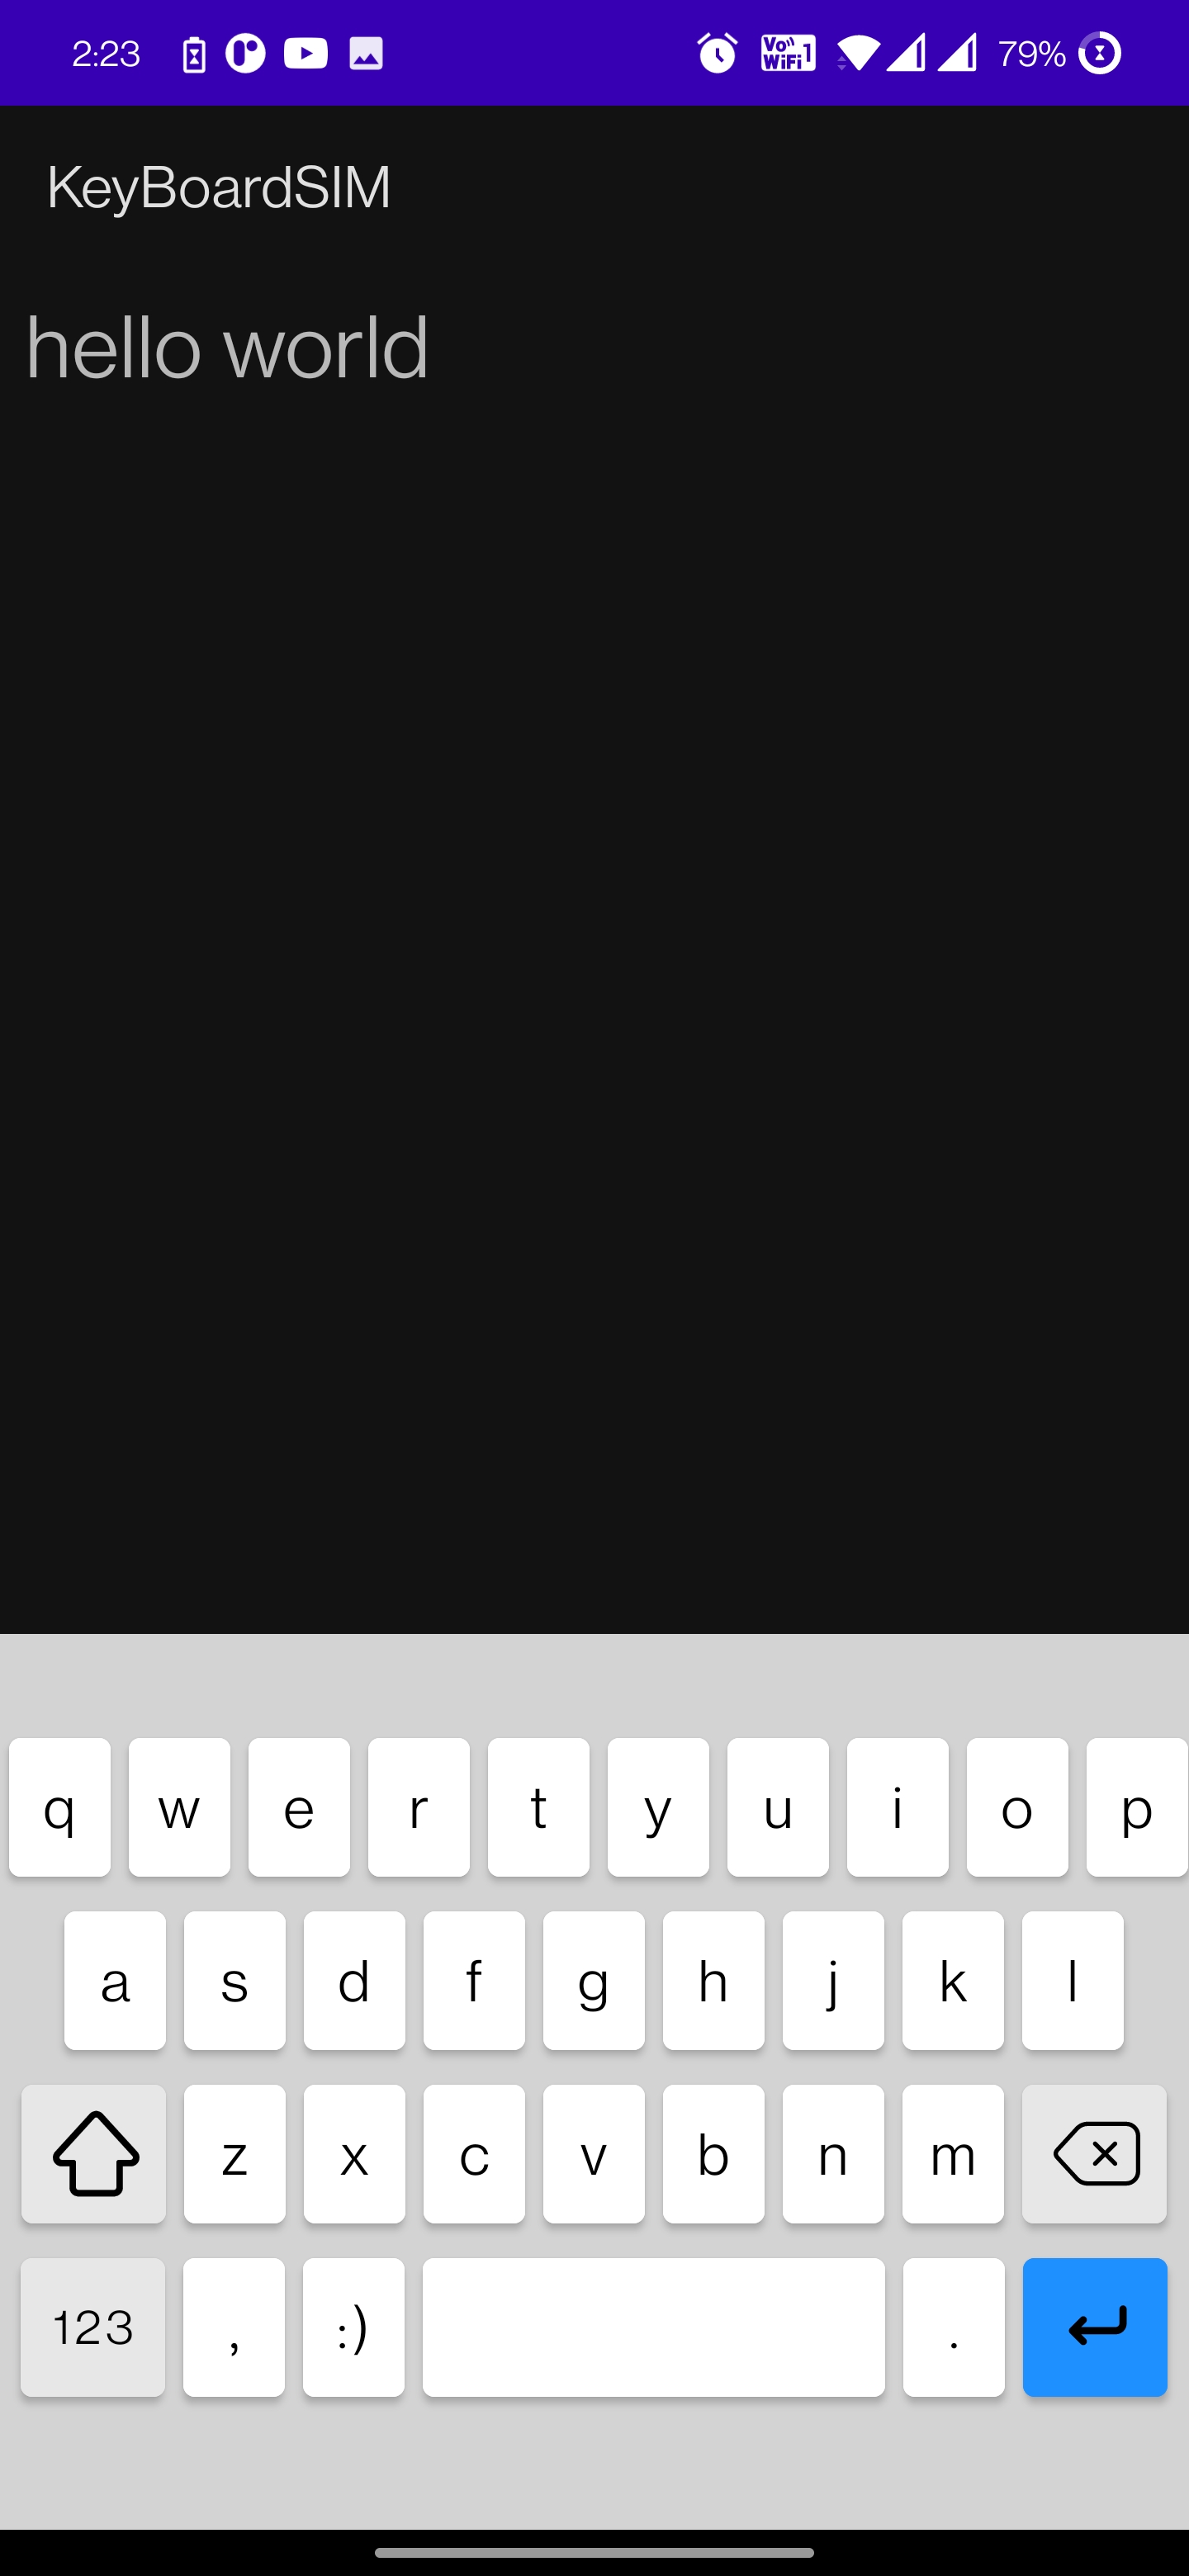 2:23 Vo WiFi 1 79%
KeyBoardSIM
hello world
q w e r t y u i o p
a s d f g h j k l
z x c v b n m
123 , :) .